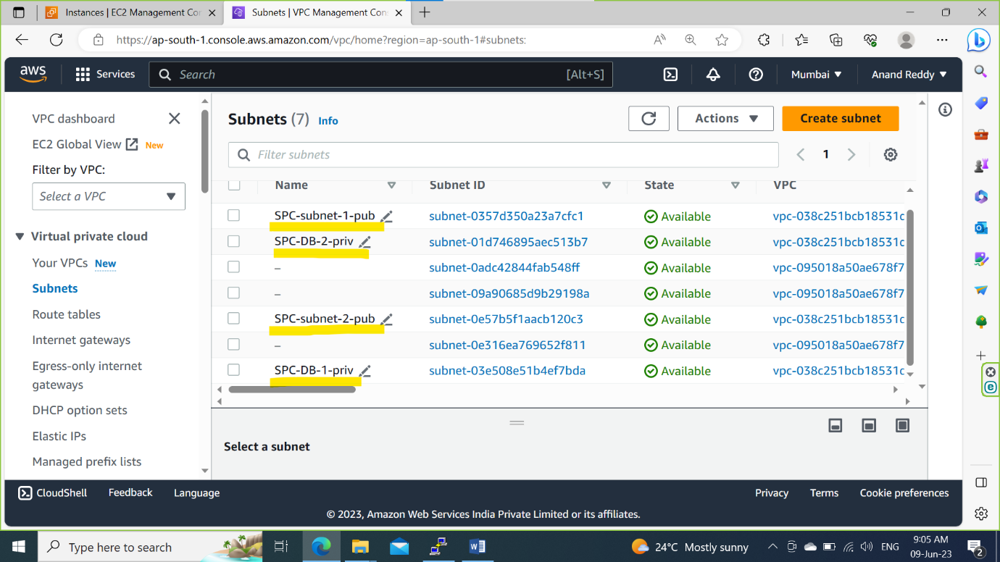 Instances | EC2 Management Con
Subnets | VPC Management Con
https://ap-south-1.console.aws.amazon.com/vpc/home?region=ap-south-1#subnets:
aws
Services
Search
[Alt+S]
Mumbai
Anand Reddy
VPC dashboard
EC2 Global View New
Filter by VPC:
Select a VPC
Virtual private cloud
Your VPCs New
Subnets
Route tables
Internet gateways
Egress-only internet
gateways
DHCP option sets
Elastic IPs
Managed prefix lists
Subnets (7) Info
Actions
Create subnet
Filter subnets
1
Name Subnet ID State VPC
SPC-subnet-1-pub subnet-0357d350a23a7cfc1 Available vpc-038c251bcb18531c
SPC-DB-2-priv subnet-01d746895aec513b7 Available vpc-038c251bcb18531c
– subnet-0adc42844fab548ff Available vpc-095018a50ae678f7
– subnet-09a90685d9b29198a Available vpc-095018a50ae678f7
SPC-subnet-2-pub subnet-0e57b5f1aacb120c3 Available vpc-038c251bcb18531c
– subnet-0e316ea769652f811 Available vpc-095018a50ae678f7
SPC-DB-1-priv subnet-03e508e51b4ef7bda Available vpc-038c251bcb18531c
Select a subnet
CloudShell Feedback Language Privacy Terms Cookie preferences
© 2023, Amazon Web Services India Private Limited or its affiliates.
Type here to search
24°C Mostly sunny
ENG
9:05 AM
09-Jun-23
2